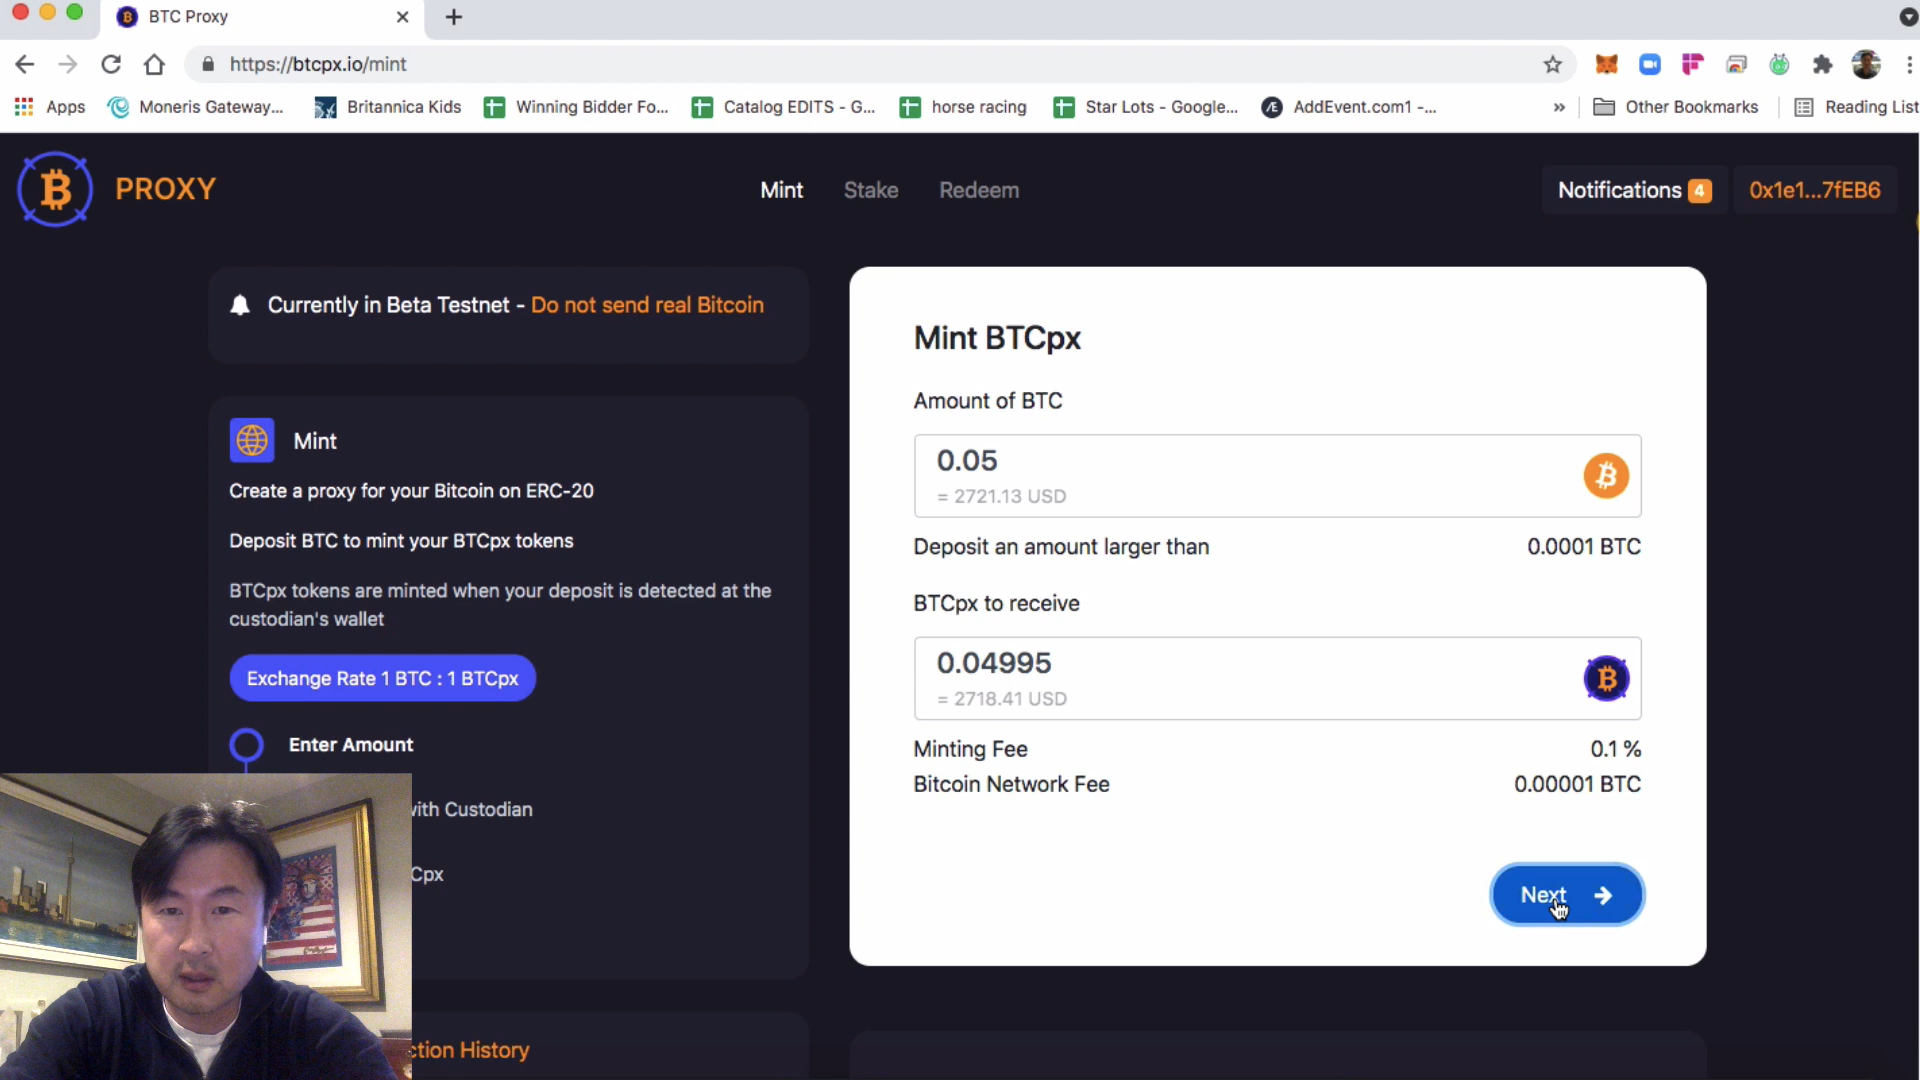 BTC Proxy
https://btcpx.io/mint
Apps
Moneris Gateway...
Britannica Kids
Winning Bidder Fo...
Catalog EDITS - G...
horse racing
Star Lots - Google...
AddEvent.com1 -...
»
Other Bookmarks
Reading List
PROXY
Mint
Stake
Redeem
Notifications 4
0x1e1...7fEB6
Currently in Beta Testnet - Do not send real Bitcoin
Mint
Create a proxy for your Bitcoin on ERC-20
Deposit BTC to mint your BTCpx tokens
BTCpx tokens are minted when your deposit is detected at the
custodian's wallet
Exchange Rate 1 BTC : 1 BTCpx
Enter Amount
with Custodian
Cpx
ction History
Mint BTCpx
Amount of BTC
0.05
= 2721.13 USD
Deposit an amount larger than 0.0001 BTC
BTCpx to receive
0.04995
= 2718.41 USD
Minting Fee 0.1 %
Bitcoin Network Fee 0.00001 BTC
Next